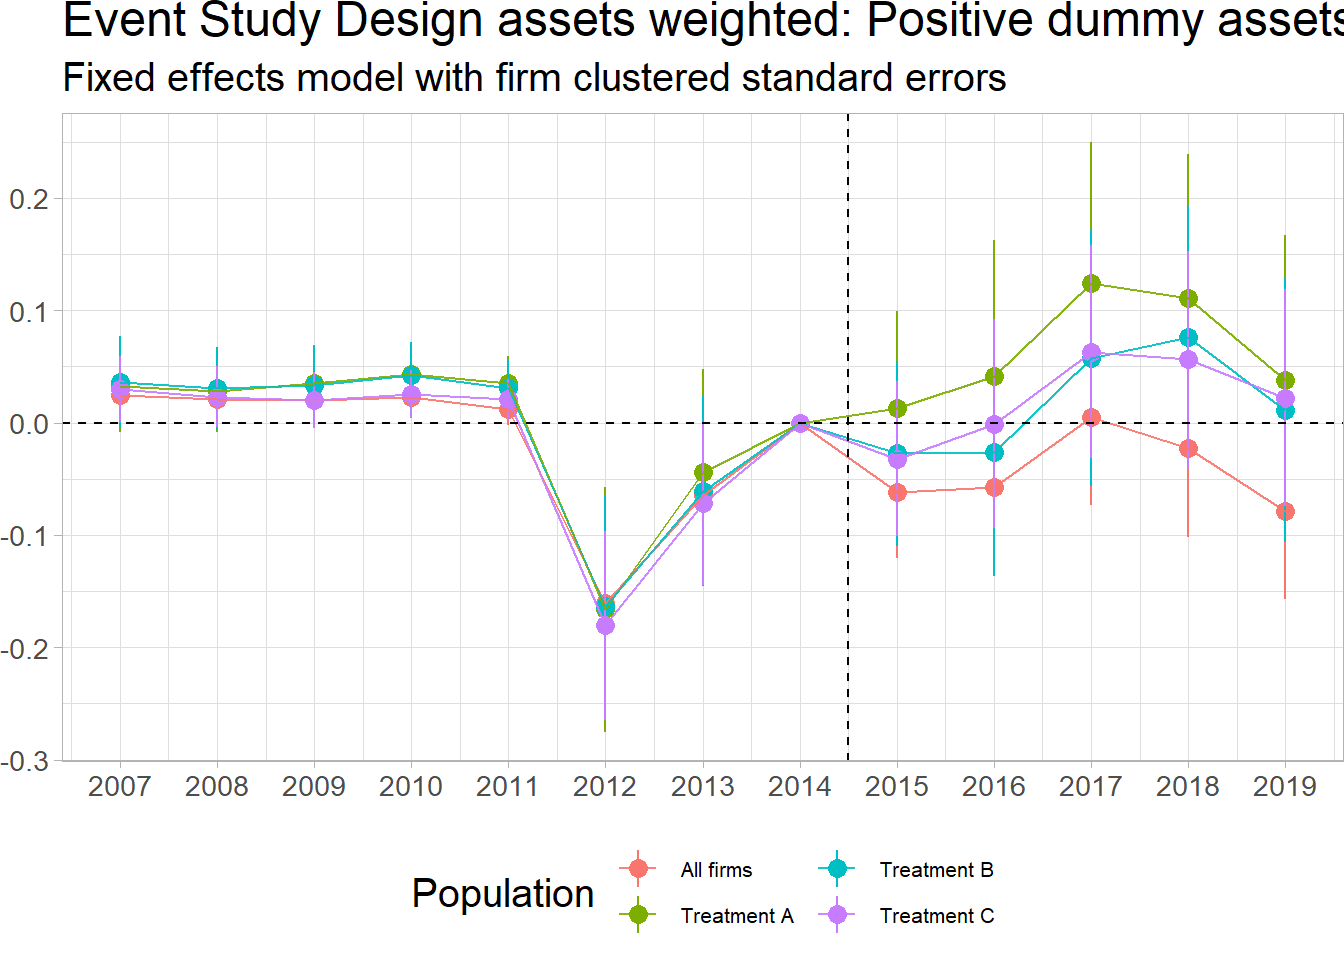 Event Study Design assets weighted: Positive dummy assets
Fixed effects model with firm clustered standard errors
0.2
0.1
0.0
-0.1
-0.2
-0.3
2007 2008 2009 2010 2011 2012 2013 2014 2015 2016 2017 2018 2019
Population
All firms
Treatment B
Treatment A
Treatment C